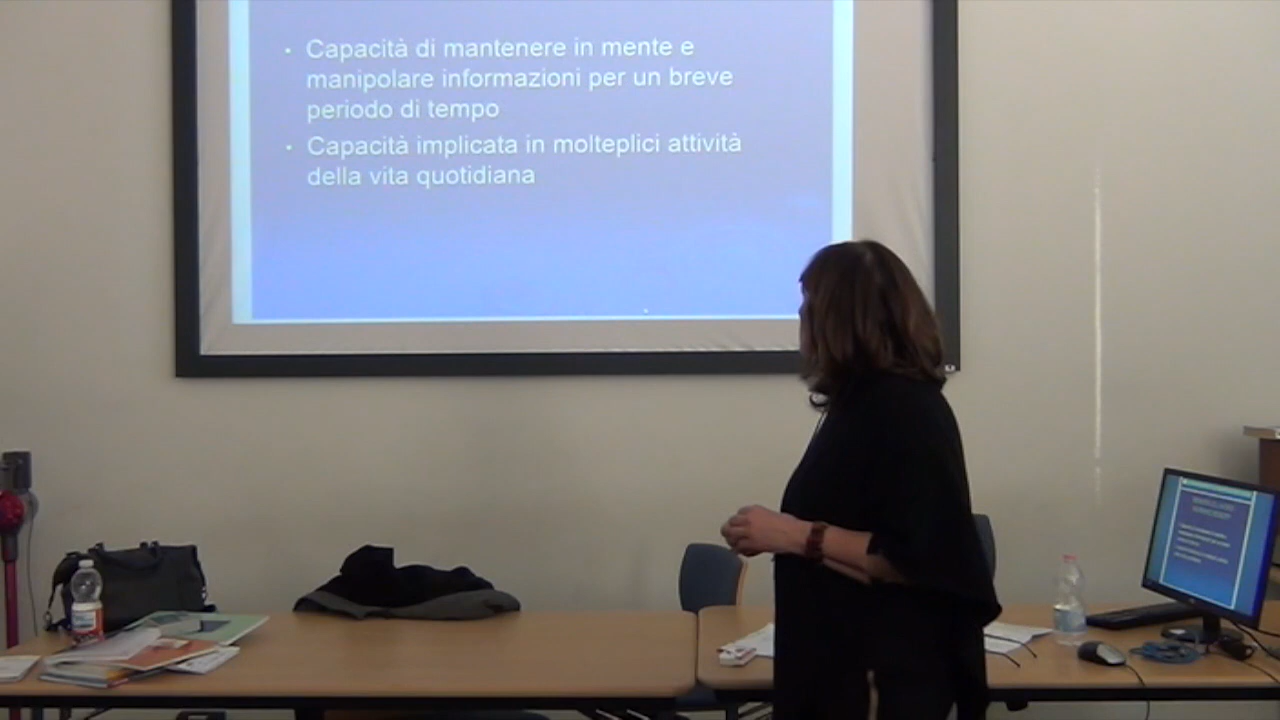 • Capacità di mantenere in mente e
manipolare informazioni per un breve
periodo di tempo
• Capacità implicata in molteplici attività
della vita quotidiana